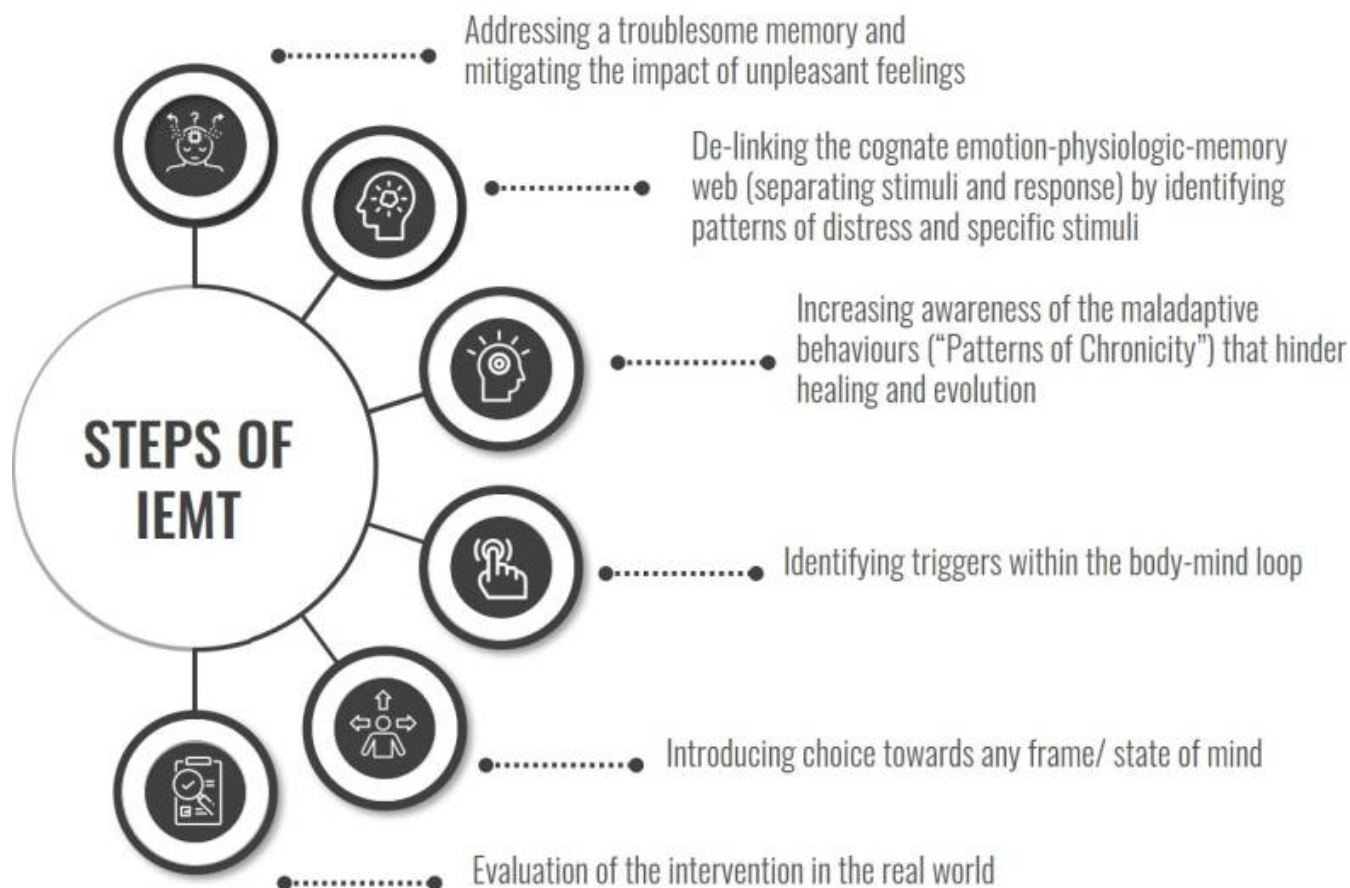 Addressing a troublesome memory and
mitigating the impact of unpleasant feelings
De-linking the cognate emotion-physiologic-memory
web (separating stimuli and response) by identifying
patterns of distress and specific stimuli
Increasing awareness of the maladaptive
behaviours (“Patterns of Chronicity”) that hinder
healing and evolution
STEPS OF
IEMT
Identifying triggers within the body-mind loop
Introducing choice towards any frame/ state of mind
Evaluation of the intervention in the real world